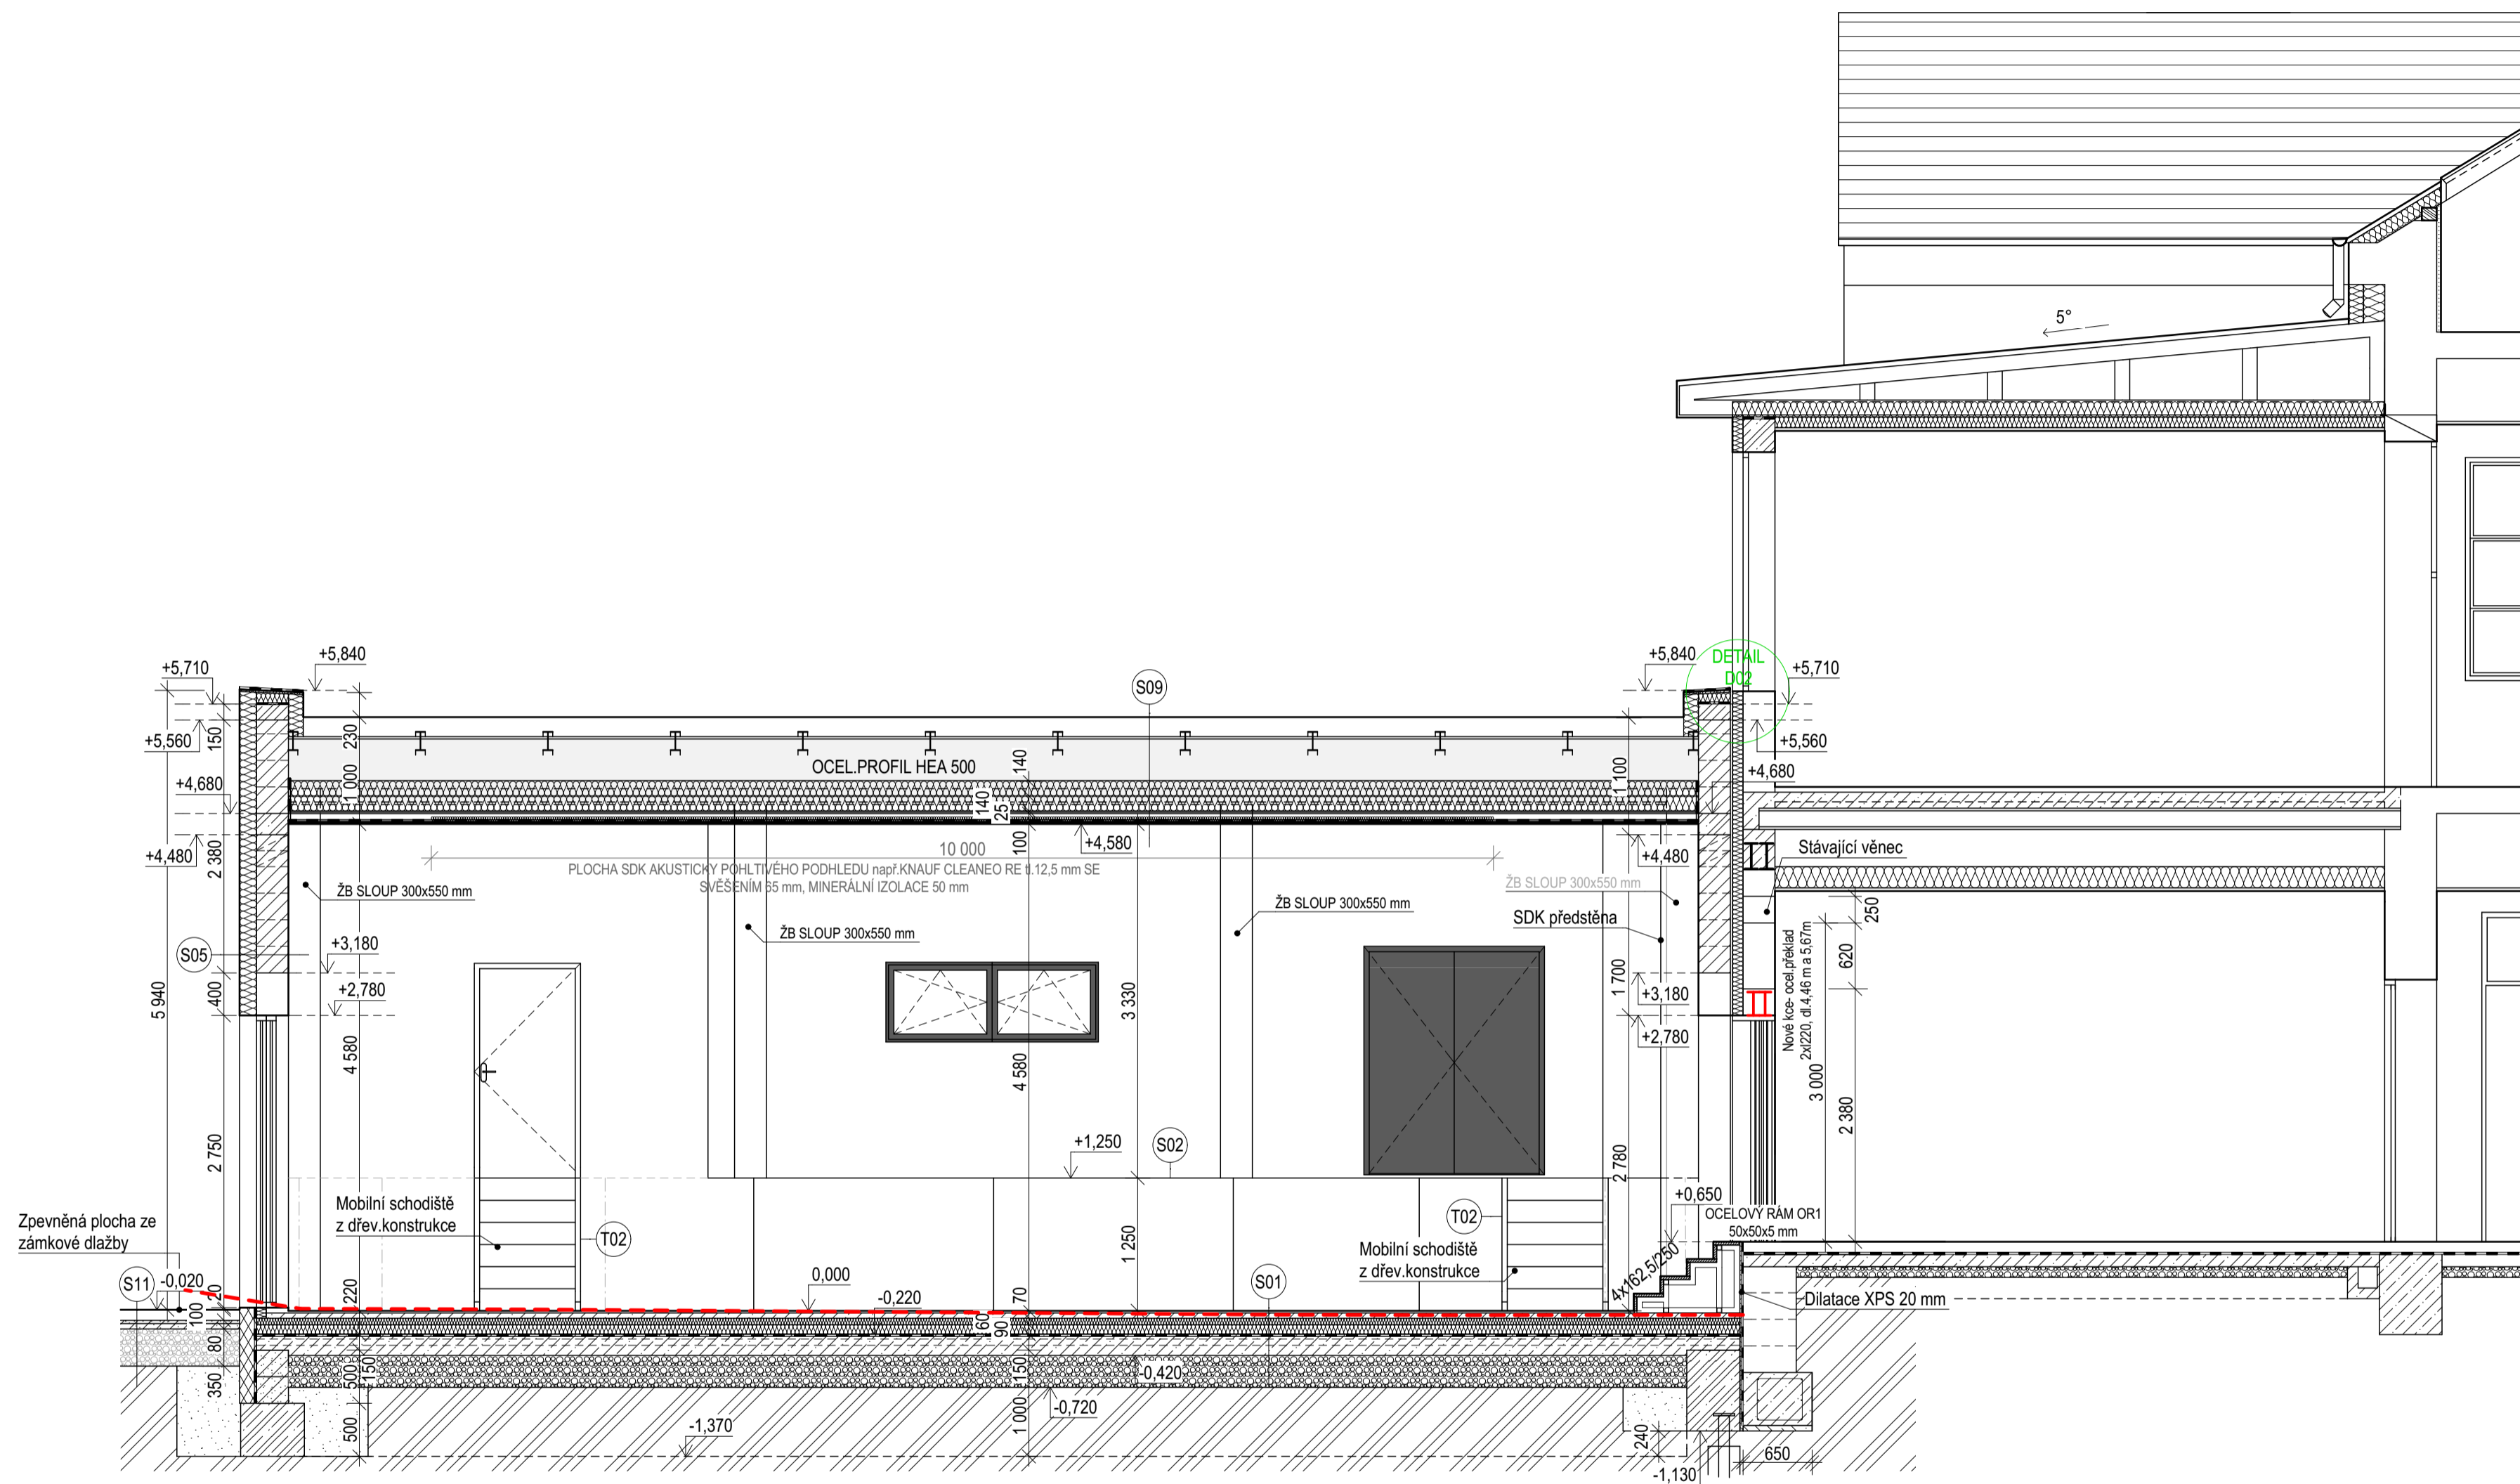 5°
+5,710
+5,840
S09
+5,840
DETAIL
D02
+5,710
+5,560
150
230
+5,560
OCEL.PROFIL HEA 500
140
1 000
1 100
+4,680
+4,680
140
25
100
+4,580
+4,480
2 380
+4,480
10 000
PLOCHA SDK AKUSTICKY POHLTIVÉHO PODHLEDU např.KNAUF CLEANEO RE tl.12,5 mm SE
SVĚŠENÍM 65 mm, MINERÁLNÍ IZOLACE 50 mm
Stávající věnec
ŽB SLOUP 300x550 mm
ŽB SLOUP 300x550 mm
ŽB SLOUP 300x550 mm
ŽB SLOUP 300x550 mm
SDK předstěna
250
620
S05
+3,180
+2,780
400
5 940
4 580
3 330
4 580
1 700
+3,180
+2,780
Nové kce- ocel.překlad
2xI220, dl.4,46 m a 5,67m
3 000
2 380
2 750
+1,250
S02
2 780
+0,650
OCELOVÝ RÁM OR1
50x50x5 mm
Mobilní schodiště
z dřev.konstrukce
T02
T02
Mobilní schodiště
z dřev.konstrukce
1 250
4x162,5/250
Zpevněná plocha ze
zámkové dlažby
S11
-0,020
20
100
80
350
220
500
150
500
0,000
-0,220
70
60
90
150
1 000
S01
-0,420
-0,720
-1,370
Dilatace XPS 20 mm
240
-1,130
650